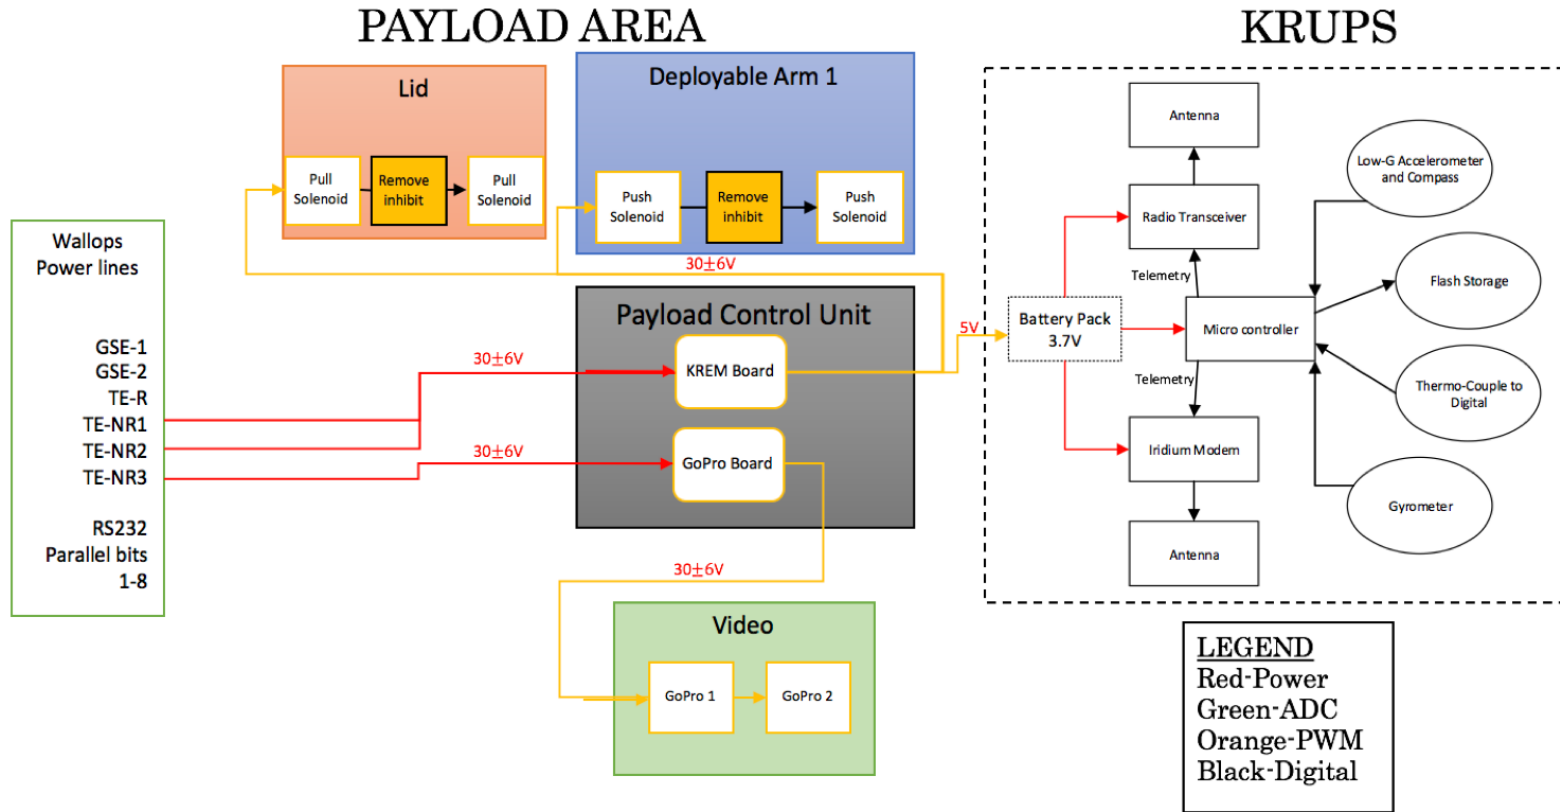 PAYLOAD AREA
KRUPS
Lid
Pull
Solenoid
Remove
inhibit
Pull
Solenoid
Deployable Arm 1
Push
Solenoid
Remove
inhibit
Push
Solenoid
30±6V
Wallops
Power lines
GSE-1
GSE-2
TE-R
TE-NR1
TE-NR2
TE-NR3
RS232
Parallel bits
1-8
30±6V
30±6V
Payload Control Unit
KREM Board
GoPro Board
5V
30±6V
Video
GoPro 1
GoPro 2
Antenna
Radio Transceiver
Telemetry
Battery Pack
3.7V
Micro controller
Telemetry
Iridium Modem
Antenna
Low-G Accelerometer
and Compass
Flash Storage
Thermo-Couple to
Digital
Gyrometer
LEGEND
Red-Power
Green-ADC
Orange-PWM
Black-Digital